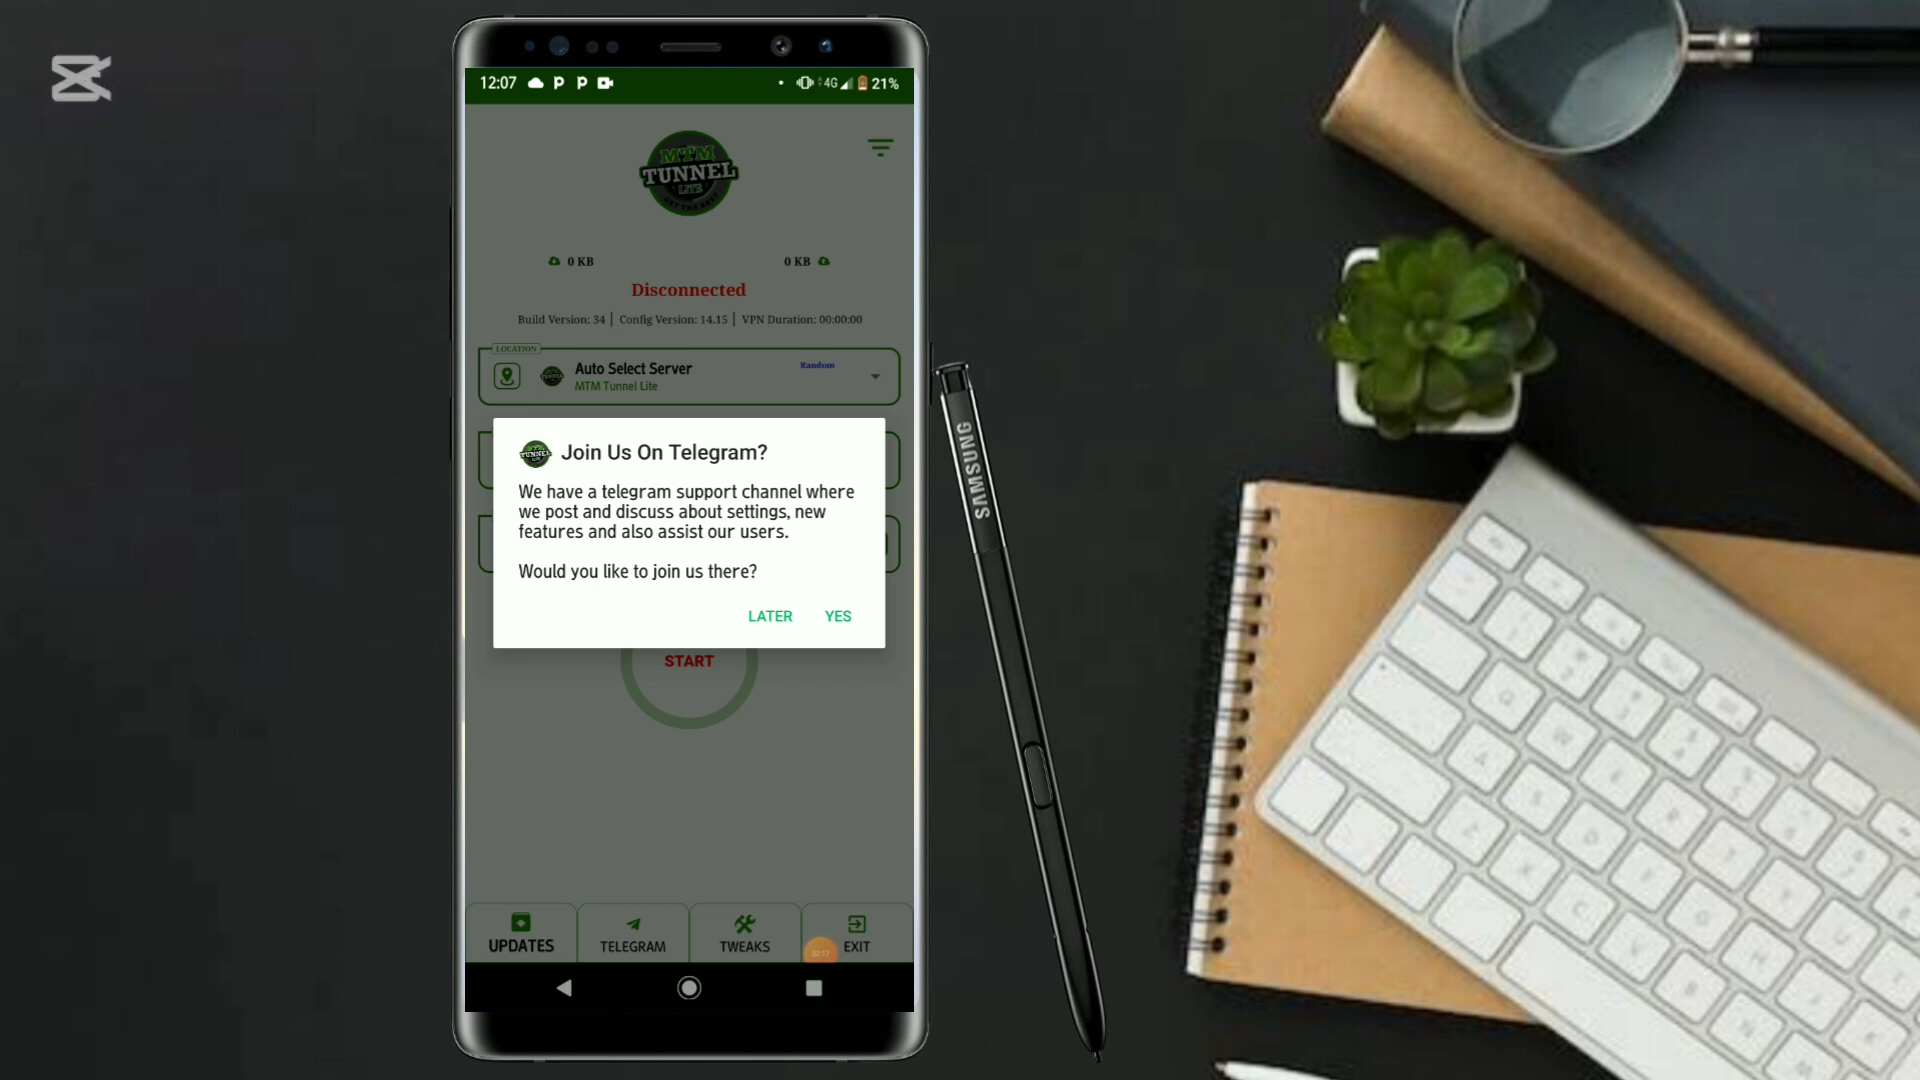 12:07 P P 4G 21%
MTM
TUNNEL
LITE
0 KB 0 KB
Disconnected
Build Version: 34 | Config Version: 14.15 | VPN Duration: 00:00:00
LOCATION
Auto Select Server Random
MTM Tunnel Lite
Join Us On Telegram?
We have a telegram support channel where
we post and discuss about settings, new
features and also assist our users.
Would you like to join us there?
LATER YES
START
UPDATES TELEGRAM TWEAKS EXIT
02:17
SAMSUNG